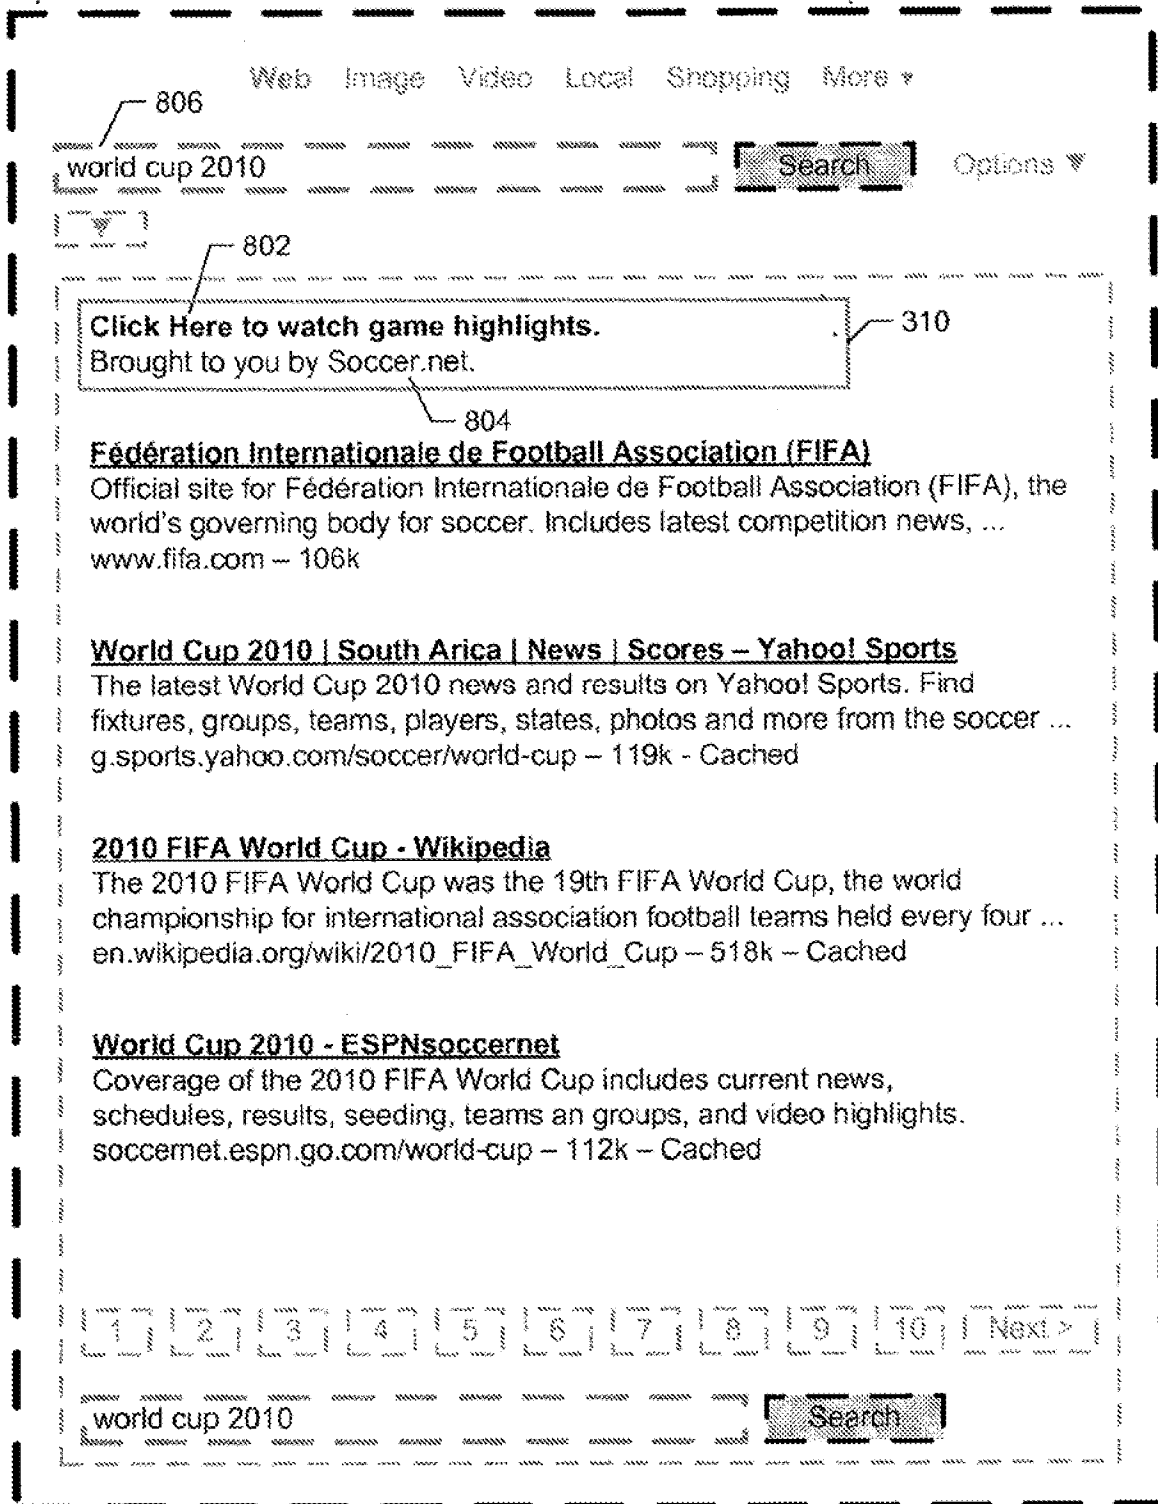 Web Image Video Local Shopping More ▾
806
world cup 2010 Search Options ▼
▼
802
Click Here to watch game highlights.
310
Brought to you by Soccer.net.
804
Fédération Internationale de Football Association (FIFA)
Official site for Fédération Internationale de Football Association (FIFA), the
world's governing body for soccer. Includes latest competition news, ...
www.fifa.com – 106k
World Cup 2010 | South Arica | News | Scores – Yahoo! Sports
The latest World Cup 2010 news and results on Yahoo! Sports. Find
fixtures, groups, teams, players, states, photos and more from the soccer ...
g.sports.yahoo.com/soccer/world-cup – 119k - Cached
2010 FIFA World Cup - Wikipedia
The 2010 FIFA World Cup was the 19th FIFA World Cup, the world
championship for international association football teams held every four ...
en.wikipedia.org/wiki/2010_FIFA_World_Cup – 518k – Cached
World Cup 2010 - ESPNsoccernet
Coverage of the 2010 FIFA World Cup includes current news,
schedules, results, seeding, teams an groups, and video highlights.
soccernet.espn.go.com/world-cup – 112k – Cached
1 2 3 4 5 6 7 8 9 10 Next >
world cup 2010 Search